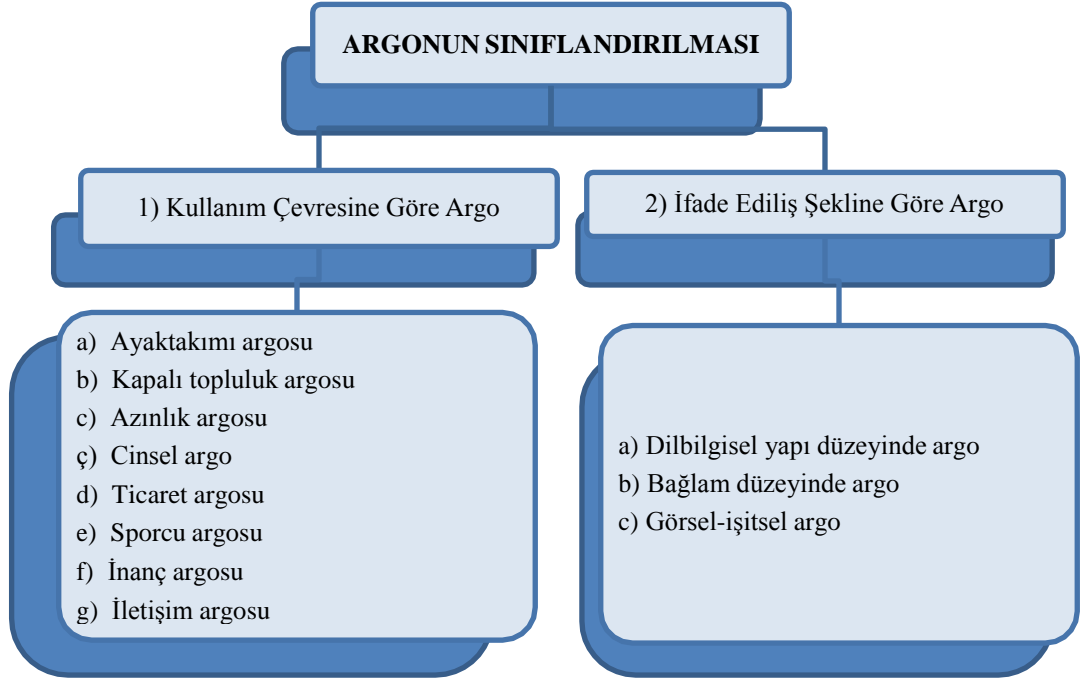 ARGONUN SINIFLANDIRILMASI
1) Kullanım Çevresine Göre Argo
a) Ayaktakımı argosu
b) Kapalı topluluk argosu
c) Azınlık argosu
ç) Cinsel argo
d) Ticaret argosu
e) Sporcu argosu
f) İnanç argosu
g) İletişim argosu
2) İfade Ediliş Şekline Göre Argo
a) Dilbilgisel yapı düzeyinde argo
b) Bağlam düzeyinde argo
c) Görsel-işitsel argo